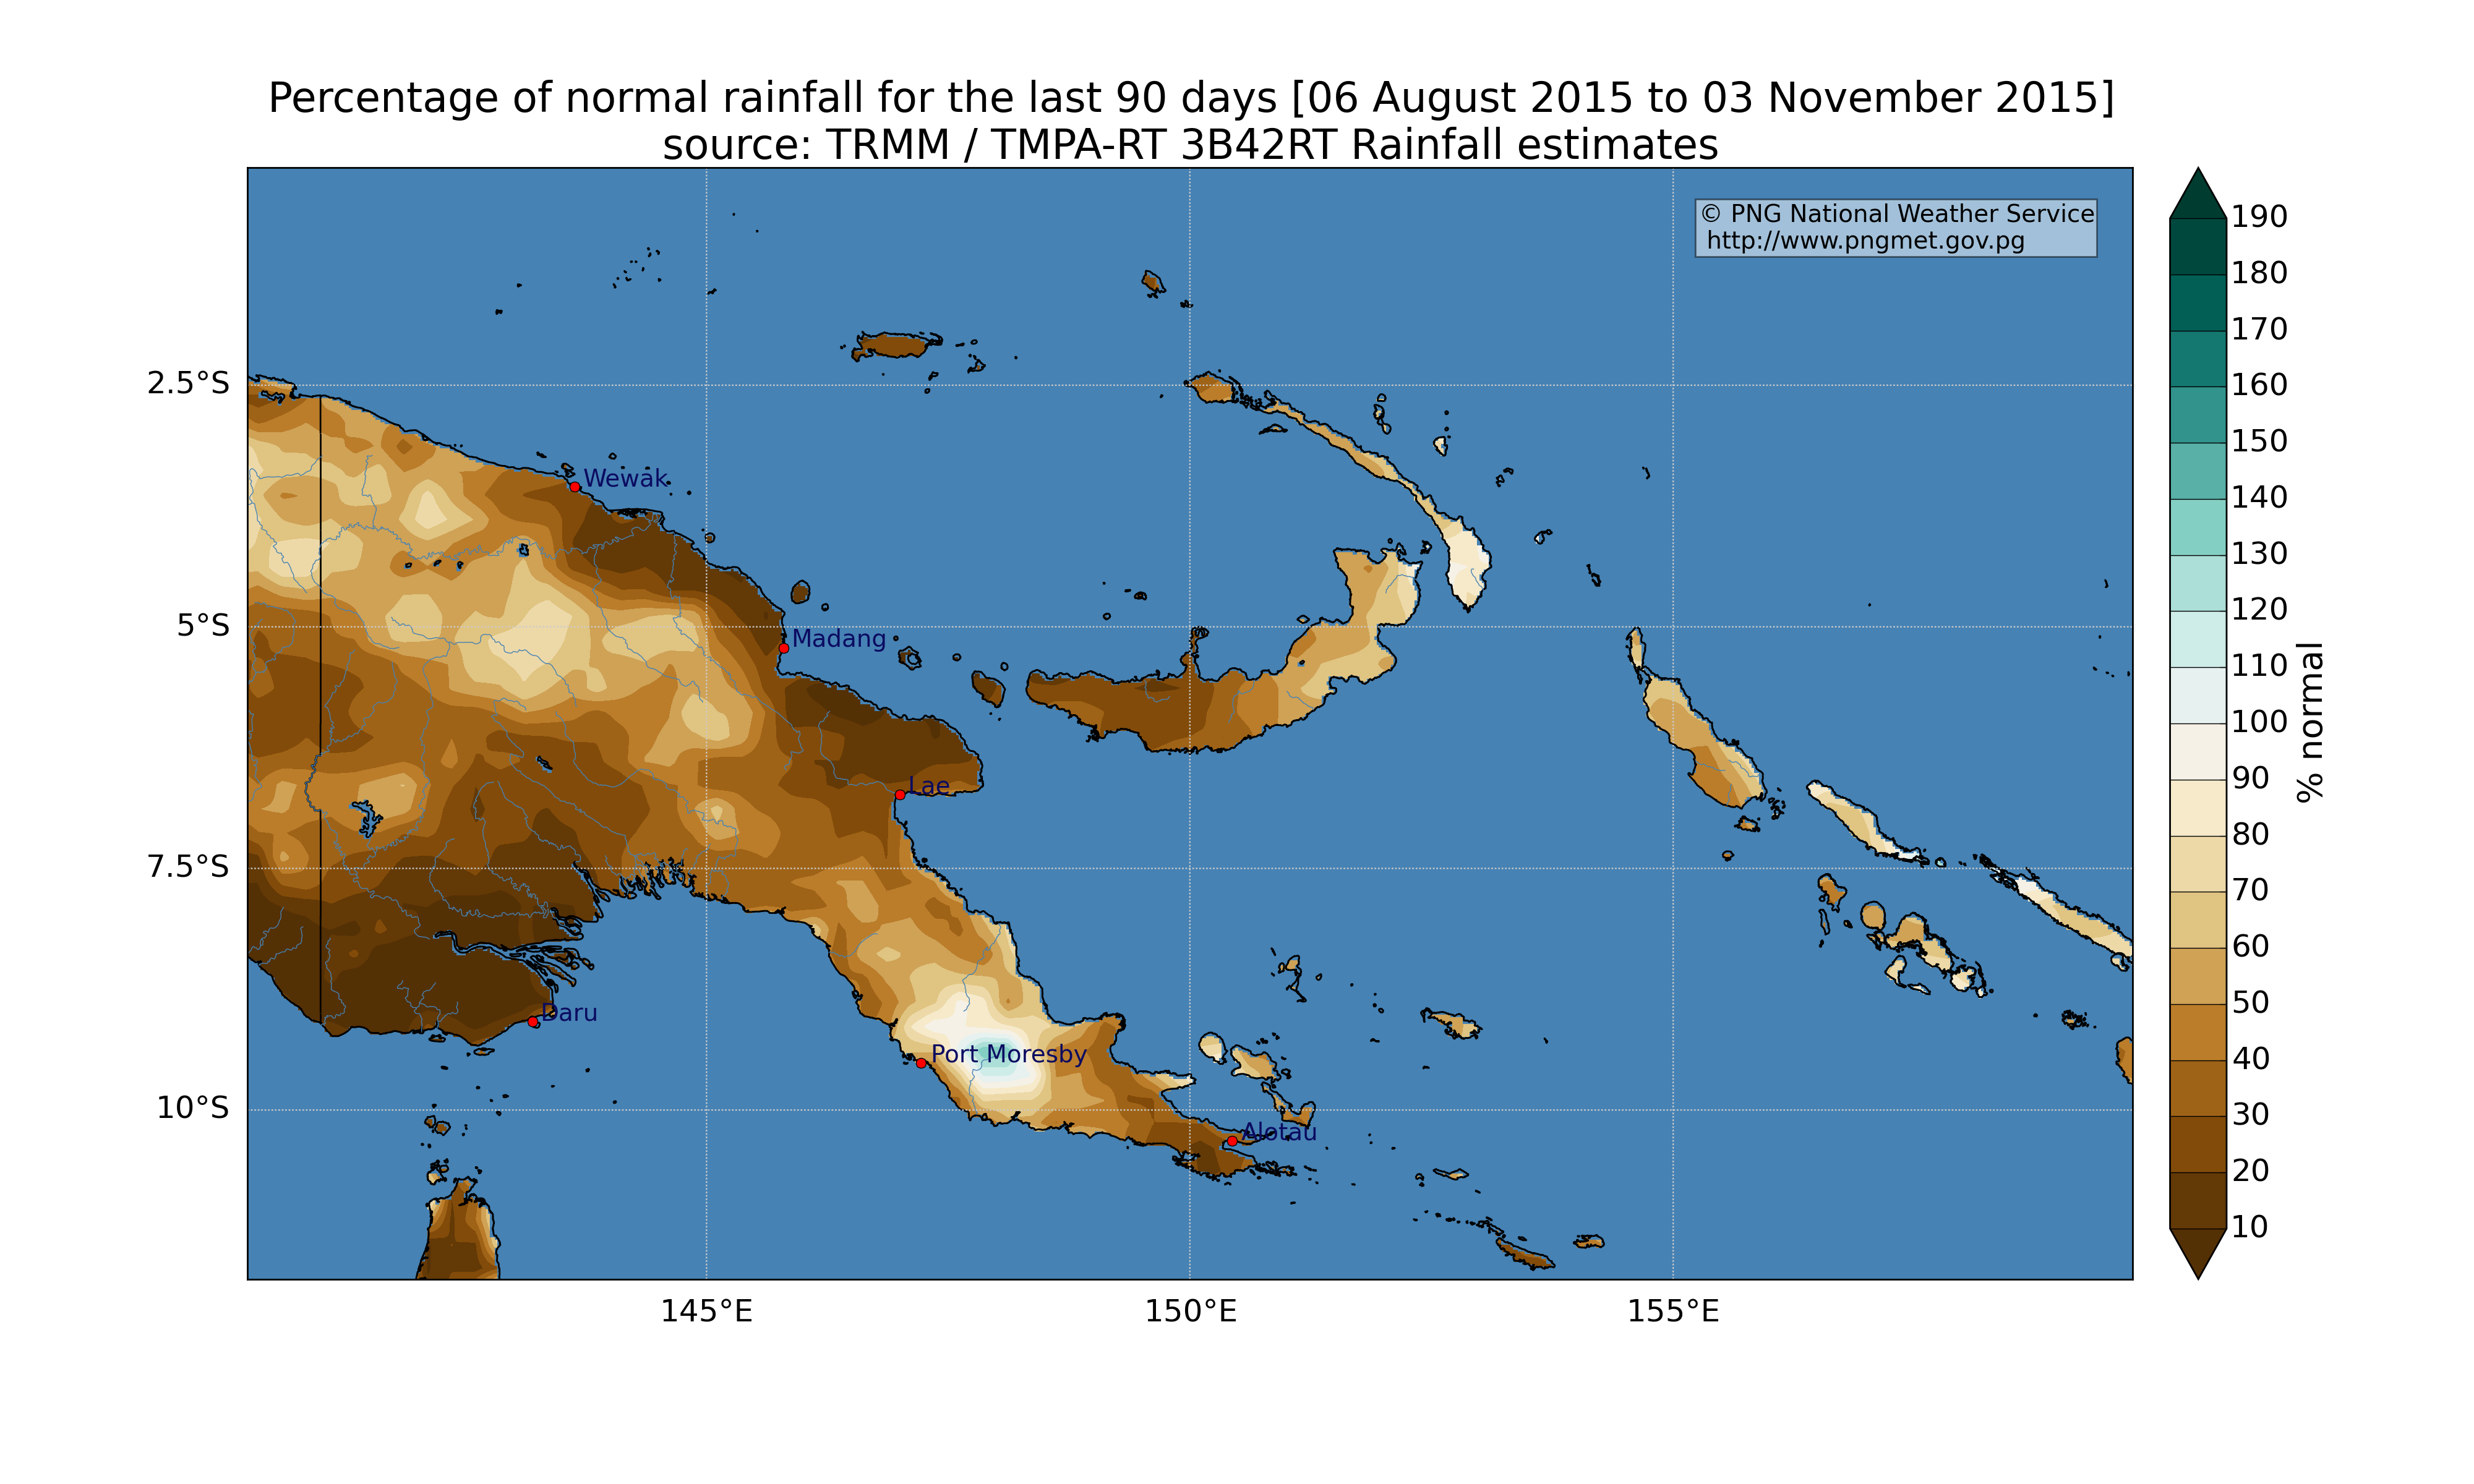 Percentage of normal rainfall for the last 90 days [06 August 2015 to 03 November 2015]
source: TRMM / TMPA-RT 3B42RT Rainfall estimates
© PNG National Weather Service
http://www.pngmet.gov.pg
2.5°S
5°S
7.5°S
10°S
Wewak
Madang
Lae
Daru
Port Moresby
Alotau
145°E
150°E
155°E
190
180
170
160
150
140
130
120
110
100
90
80
70
60
50
40
30
20
10
% normal